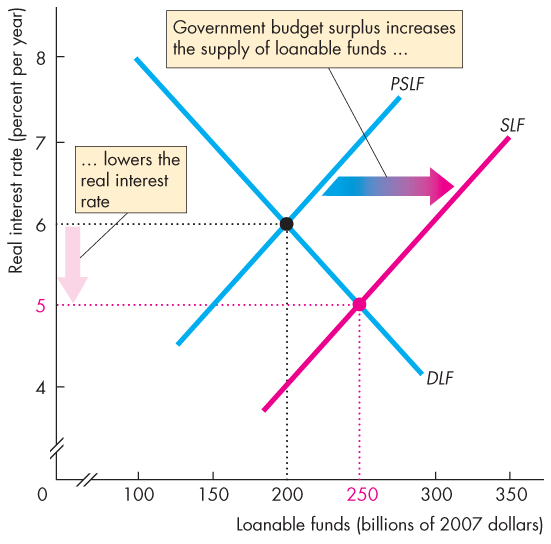 Government budget surplus increases
the supply of loanable funds ...
Real interest rate (percent per year)
8
7
6
5
4
0
PSLF
SLF
... lowers the
real interest
rate
DLF
100
150
200
250
300
350
Loanable funds (billions of 2007 dollars)